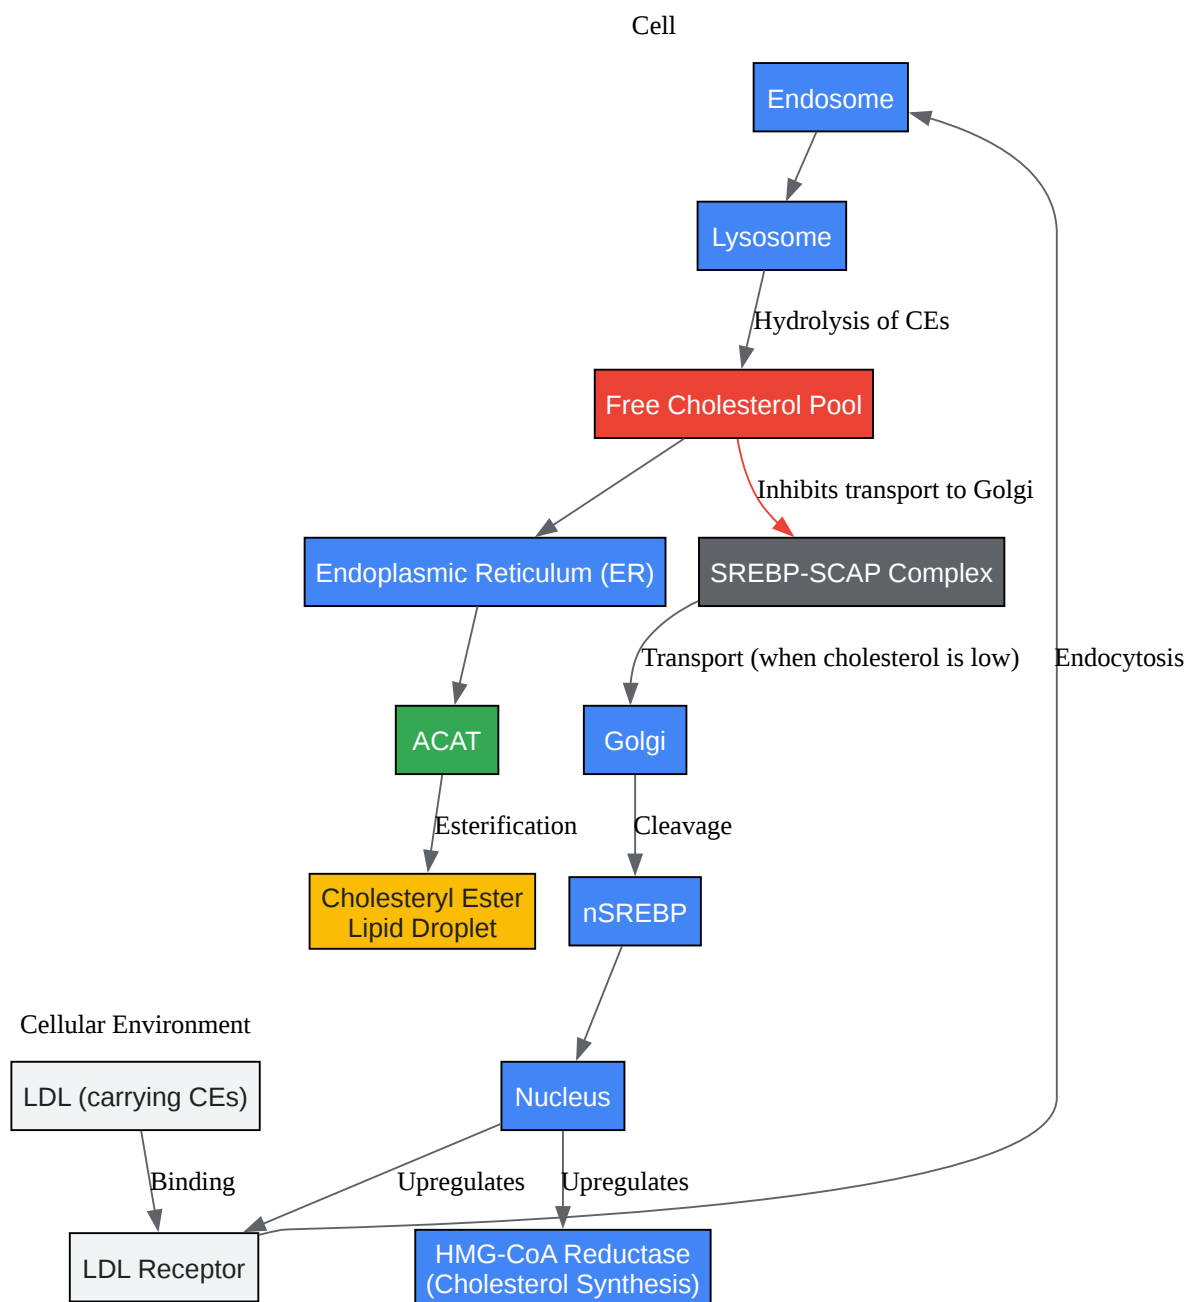 Cell
Endosome
Lysosome
Hydrolysis of CEs
Free Cholesterol Pool
Inhibits transport to Golgi
Endoplasmic Reticulum (ER)
SREBP-SCAP Complex
Transport (when cholesterol is low)
Endocytosis
ACAT
Golgi
Esterification
Cleavage
Cholesteryl Ester
Lipid Droplet
nSREBP
Cellular Environment
LDL (carrying CEs)
Nucleus
Binding
Upregulates
Upregulates
LDL Receptor
HMG-CoA Reductase
(Cholesterol Synthesis)